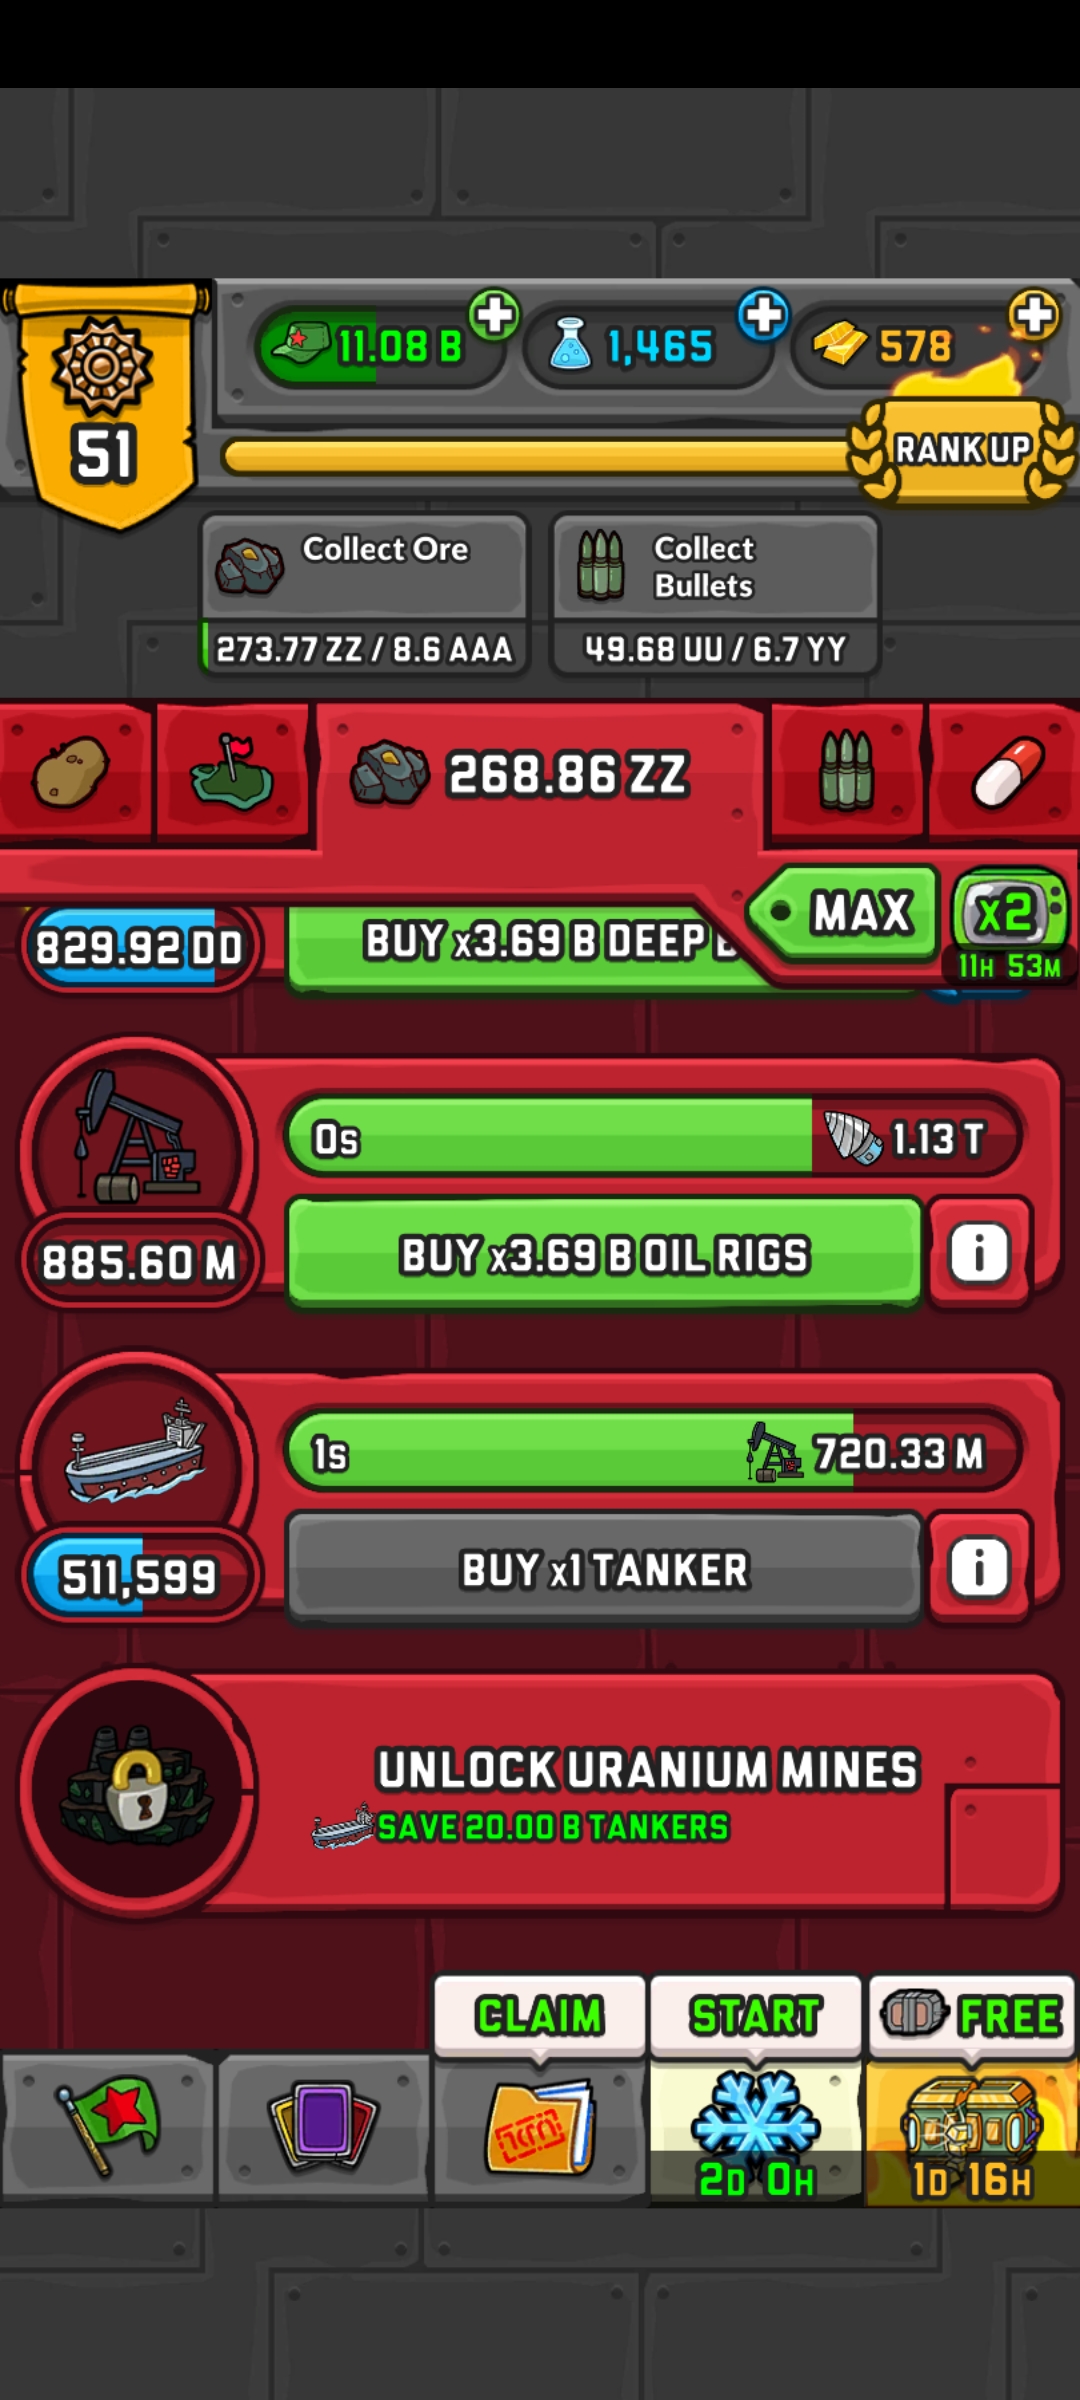 11.08 B
1,465
578
51
RANK UP
Collect Ore
273.77 ZZ / 8.6 AAA
Collect
Bullets
49.68 UU / 6.7 YY
268.86 ZZ
MAX
x2
11H 53M
829.92 DD
BUY x3.69 B DEEP
0s
1.13 T
885.60 M
BUY x3.69 B OIL RIGS
i
1s
720.33 M
511,599
BUY x1 TANKER
i
UNLOCK URANIUM MINES
SAVE 20.00 B TANKERS
CLAIM
START
FREE
2D 0H
1D 16H